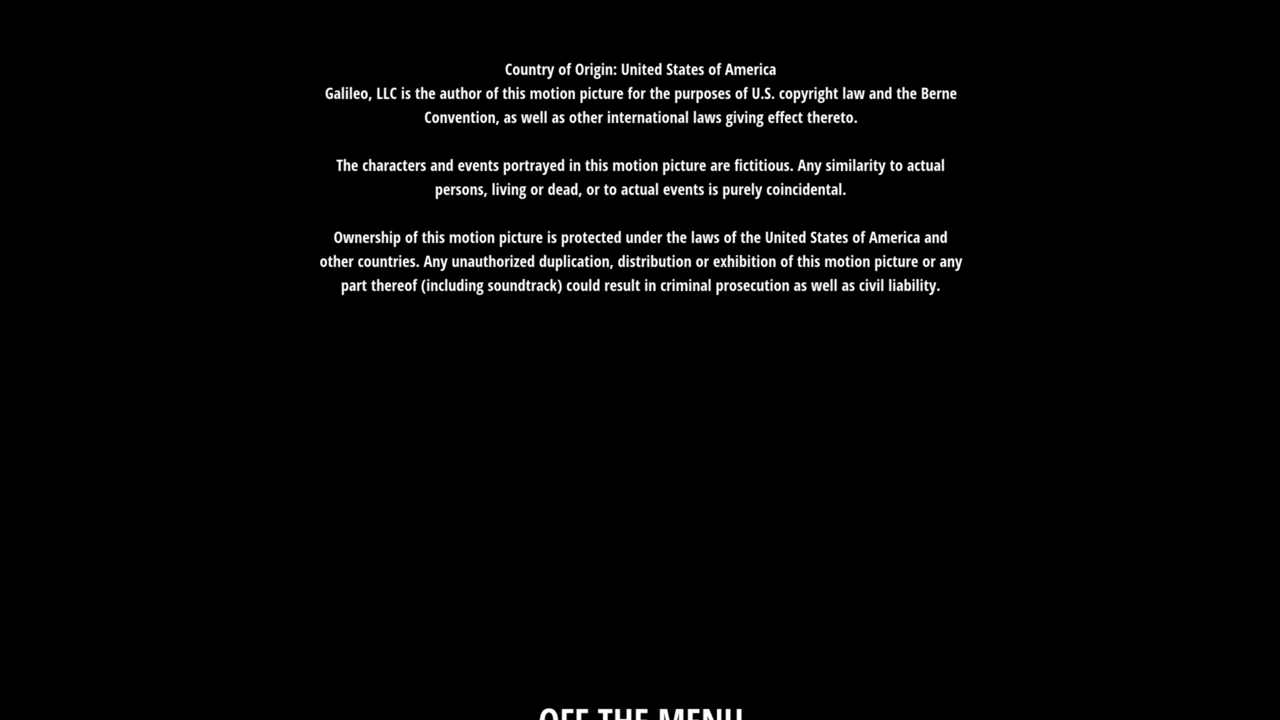 Country of Origin: United States of America
Galileo, LLC is the author of this motion picture for the purposes of U.S. copyright law and the Berne
Convention, as well as other international laws giving effect thereto.
The characters and events portrayed in this motion picture are fictitious. Any similarity to actual
persons, living or dead, or to actual events is purely coincidental.
Ownership of this motion picture is protected under the laws of the United States of America and
other countries. Any unauthorized duplication, distribution or exhibition of this motion picture or any
part thereof (including soundtrack) could result in criminal prosecution as well as civil liability.
OFF THE MENU